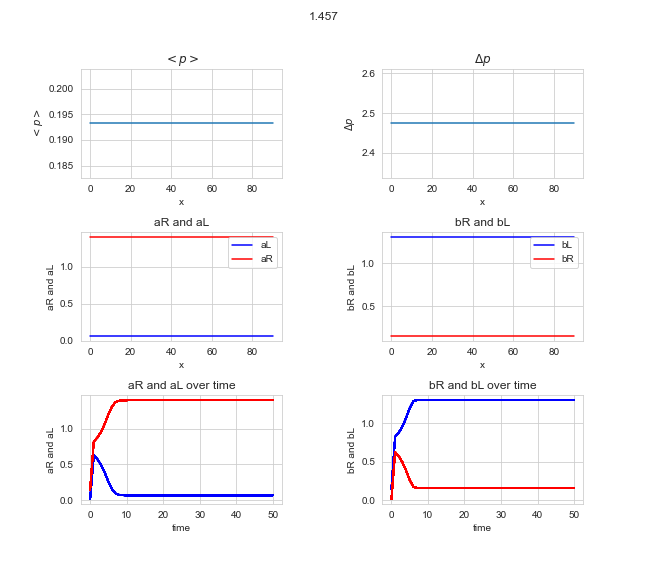 1.457
< p >
0.200
0.195
0.190
0.185
< p >
0 20 40 60 80
x
Δp
2.6
2.5
2.4
Δp
0 20 40 60 80
x
aR and aL
1.0
0.5
0.0
aR and aL
aL
aR
0 20 40 60 80
x
bR and bL
1.0
0.5
bR and bL
bL
bR
0 20 40 60 80
x
aR and aL over time
1.0
0.5
0.0
aR and aL
0 10 20 30 40 50
time
bR and bL over time
1.0
0.5
0.0
bR and bL
0 10 20 30 40 50
time